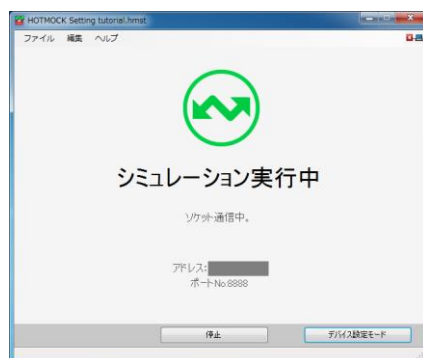 HOTMOCK Setting tutorial.hmst
ファイル 編集 ヘルプ
シミュレーション実行中
ソケット通信中。
アドレス:
ポートNo.8888
停止 デバイス設定モード